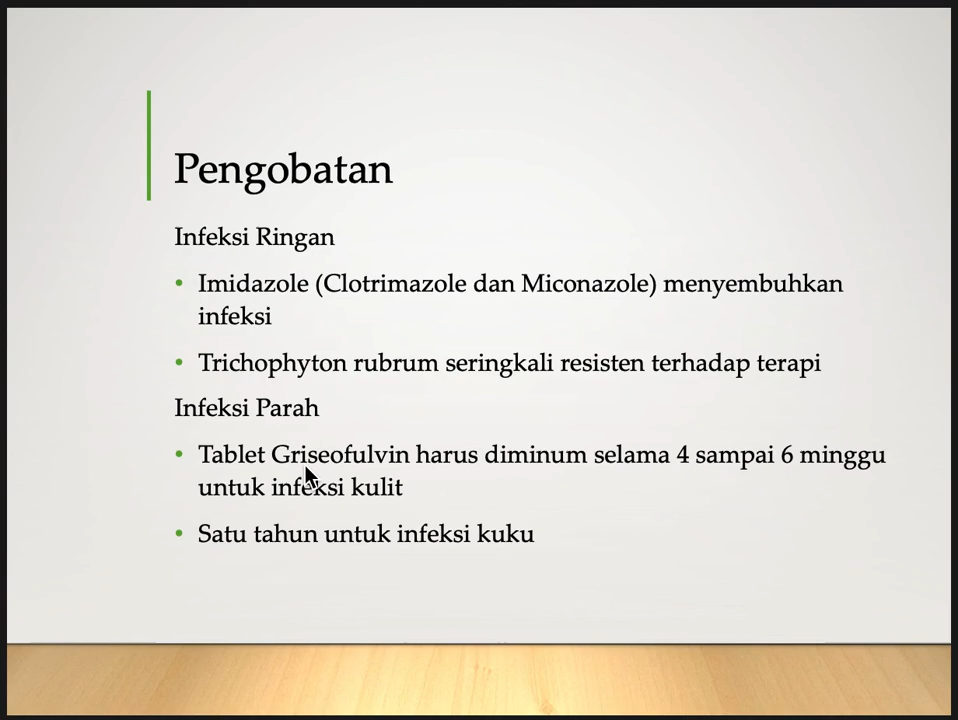 Pengobatan
Infeksi Ringan
• Imidazole (Clotrimazole dan Miconazole) menyembuhkan
infeksi
• Trichophyton rubrum seringkali resisten terhadap terapi
Infeksi Parah
• Tablet Griseofulvin harus diminum selama 4 sampai 6 minggu
untuk infeksi kulit
• Satu tahun untuk infeksi kuku